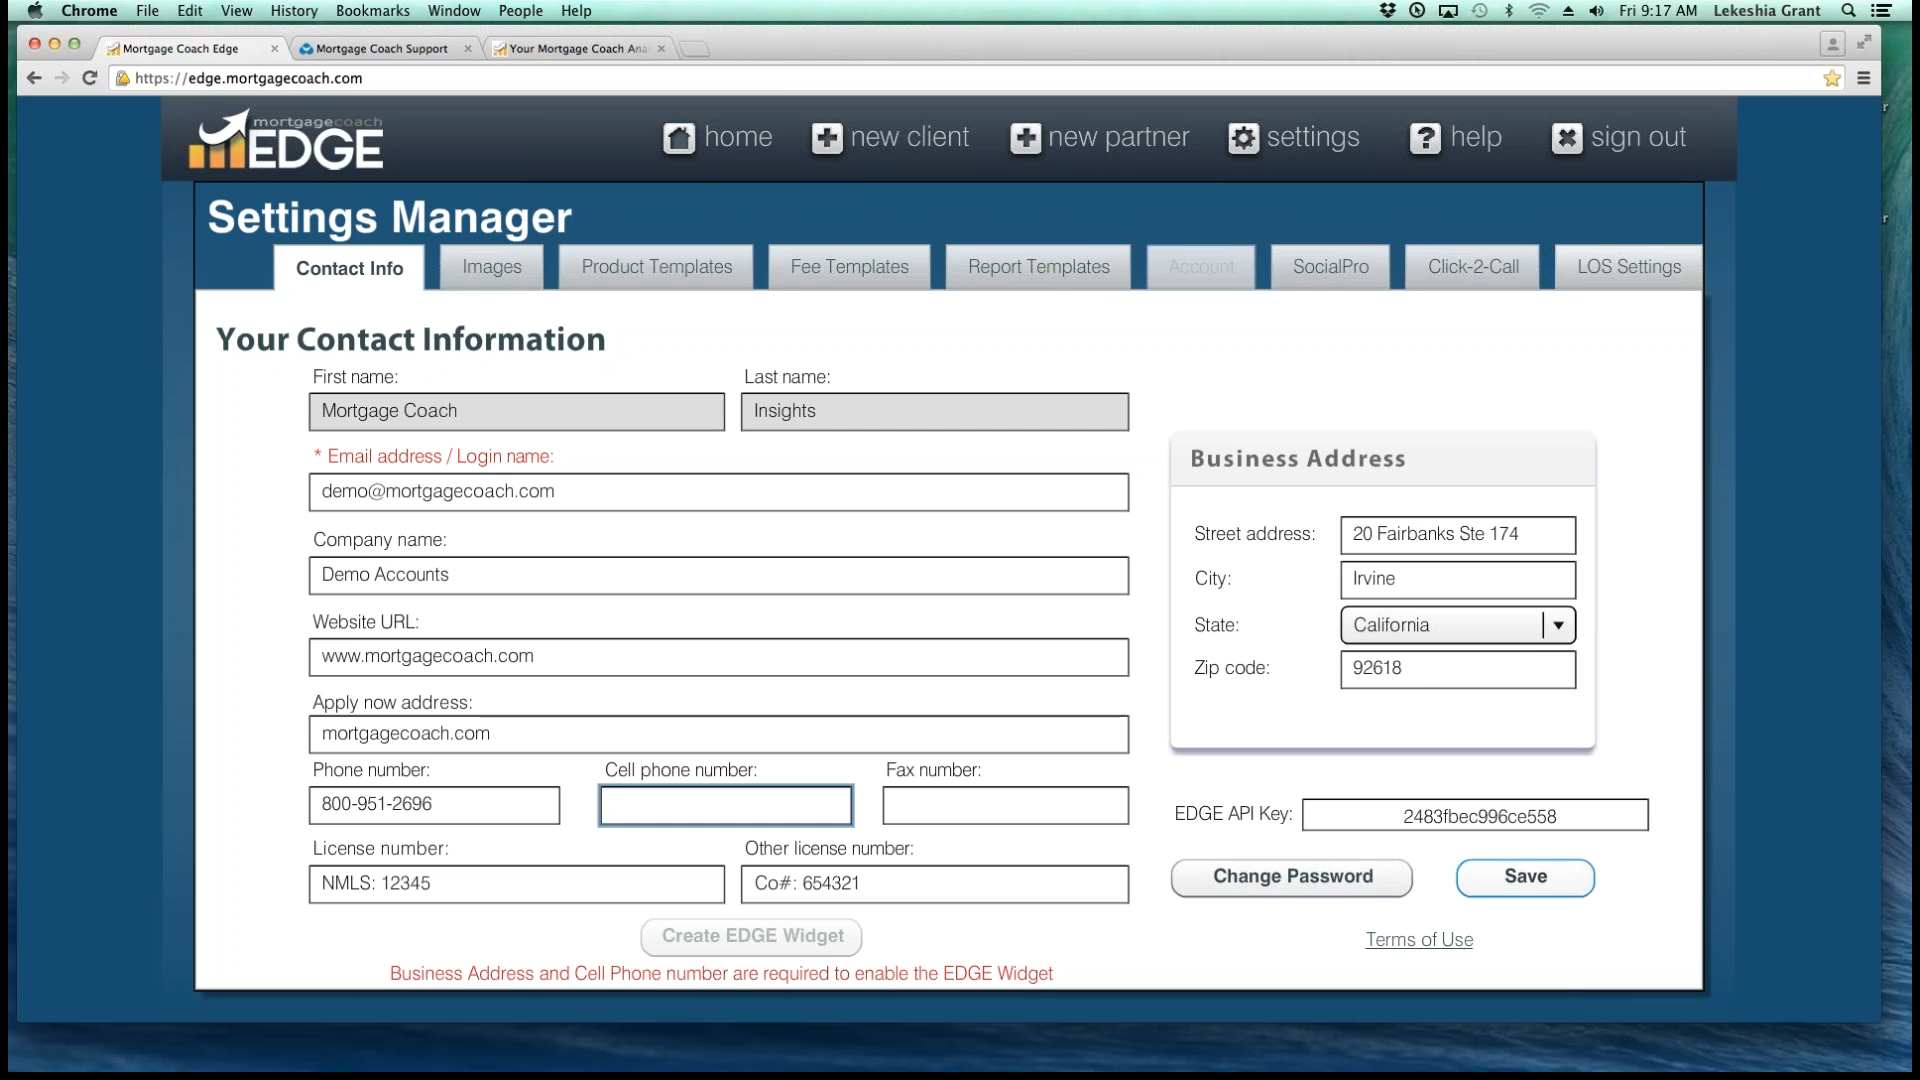 Chrome File Edit View History Bookmarks Window People Help Fri 9:17 AM Lekeshia Grant
Mortgage Coach Edge Mortgage Coach Support Your Mortgage Coach Ana
https://edge.mortgagecoach.com
mortgagecoach
EDGE
home new client new partner settings help sign out
Settings Manager
Contact Info Images Product Templates Fee Templates Report Templates Account SocialPro Click-2-Call LOS Settings
Your Contact Information
First name: Last name:
Mortgage Coach Insights
* Email address / Login name:
demo@mortgagecoach.com
Company name:
Demo Accounts
Website URL:
www.mortgagecoach.com
Apply now address:
mortgagecoach.com
Phone number: Cell phone number: Fax number:
800-951-2696
License number: Other license number:
NMLS: 12345 Co#: 654321
Create EDGE Widget
Business Address and Cell Phone number are required to enable the EDGE Widget
Business Address
Street address: 20 Fairbanks Ste 174
City: Irvine
State: California
Zip code: 92618
EDGE API Key: 2483fbec996ce558
Change Password Save
Terms of Use